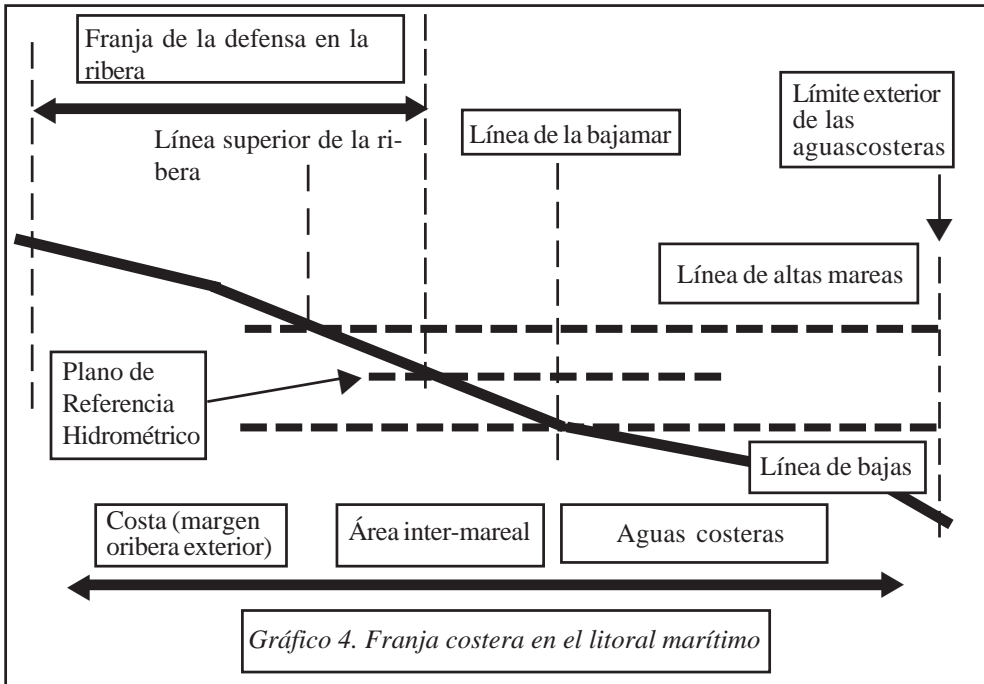 Franja de la defensa en la
ribera
Línea superior de la ri-
bera
Línea de la bajamar
Límite exterior
de las
aguascosteras
Línea de altas mareas
Plano de
Referencia
Hidrométrico
Línea de bajas
Costa (margen
oribera exterior)
Área inter-mareal
Aguas costeras
Gráfico 4. Franja costera en el litoral marítimo